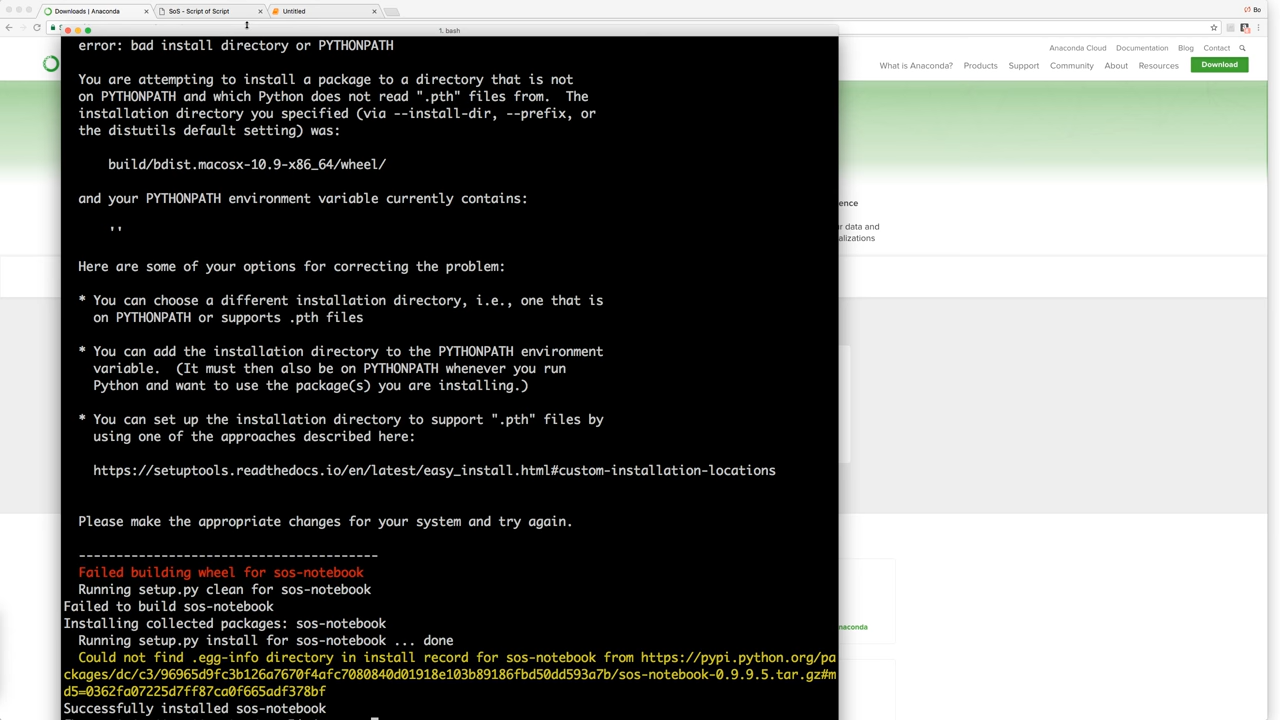 Downloads | Anaconda
SoS - Script of Script
Untitled
Bo
1. bash
Anaconda Cloud Documentation Blog Contact
What is Anaconda? Products Support Community About Resources Download
error: bad install directory or PYTHONPATH
You are attempting to install a package to a directory that is not
on PYTHONPATH and which Python does not read ".pth" files from. The
installation directory you specified (via --install-dir, --prefix, or
the distutils default setting) was:
build/bdist.macosx-10.9-x86_64/wheel/
and your PYTHONPATH environment variable currently contains:
''
Here are some of your options for correcting the problem:
* You can choose a different installation directory, i.e., one that is
on PYTHONPATH or supports .pth files
* You can add the installation directory to the PYTHONPATH environment
variable. (It must then also be on PYTHONPATH whenever you run
Python and want to use the package(s) you are installing.)
* You can set up the installation directory to support ".pth" files by
using one of the approaches described here:
https://setuptools.readthedocs.io/en/latest/easy_install.html#custom-installation-locations
Please make the appropriate changes for your system and try again.
----------------------------------------
Failed building wheel for sos-notebook
Running setup.py clean for sos-notebook
Failed to build sos-notebook
Installing collected packages: sos-notebook
Running setup.py install for sos-notebook ... done
Could not find .egg-info directory in install record for sos-notebook from https://pypi.python.org/pa
ckages/dc/c3/96965d9fc3b126a7670f4afc7080840d01918e103b89186fbd50dd593a7b/sos-notebook-0.9.9.5.tar.gz#m
d5=0362fa07225d7ff87ca0f665adf378bf
Successfully installed sos-notebook
ence
r data and
alizations
naconda